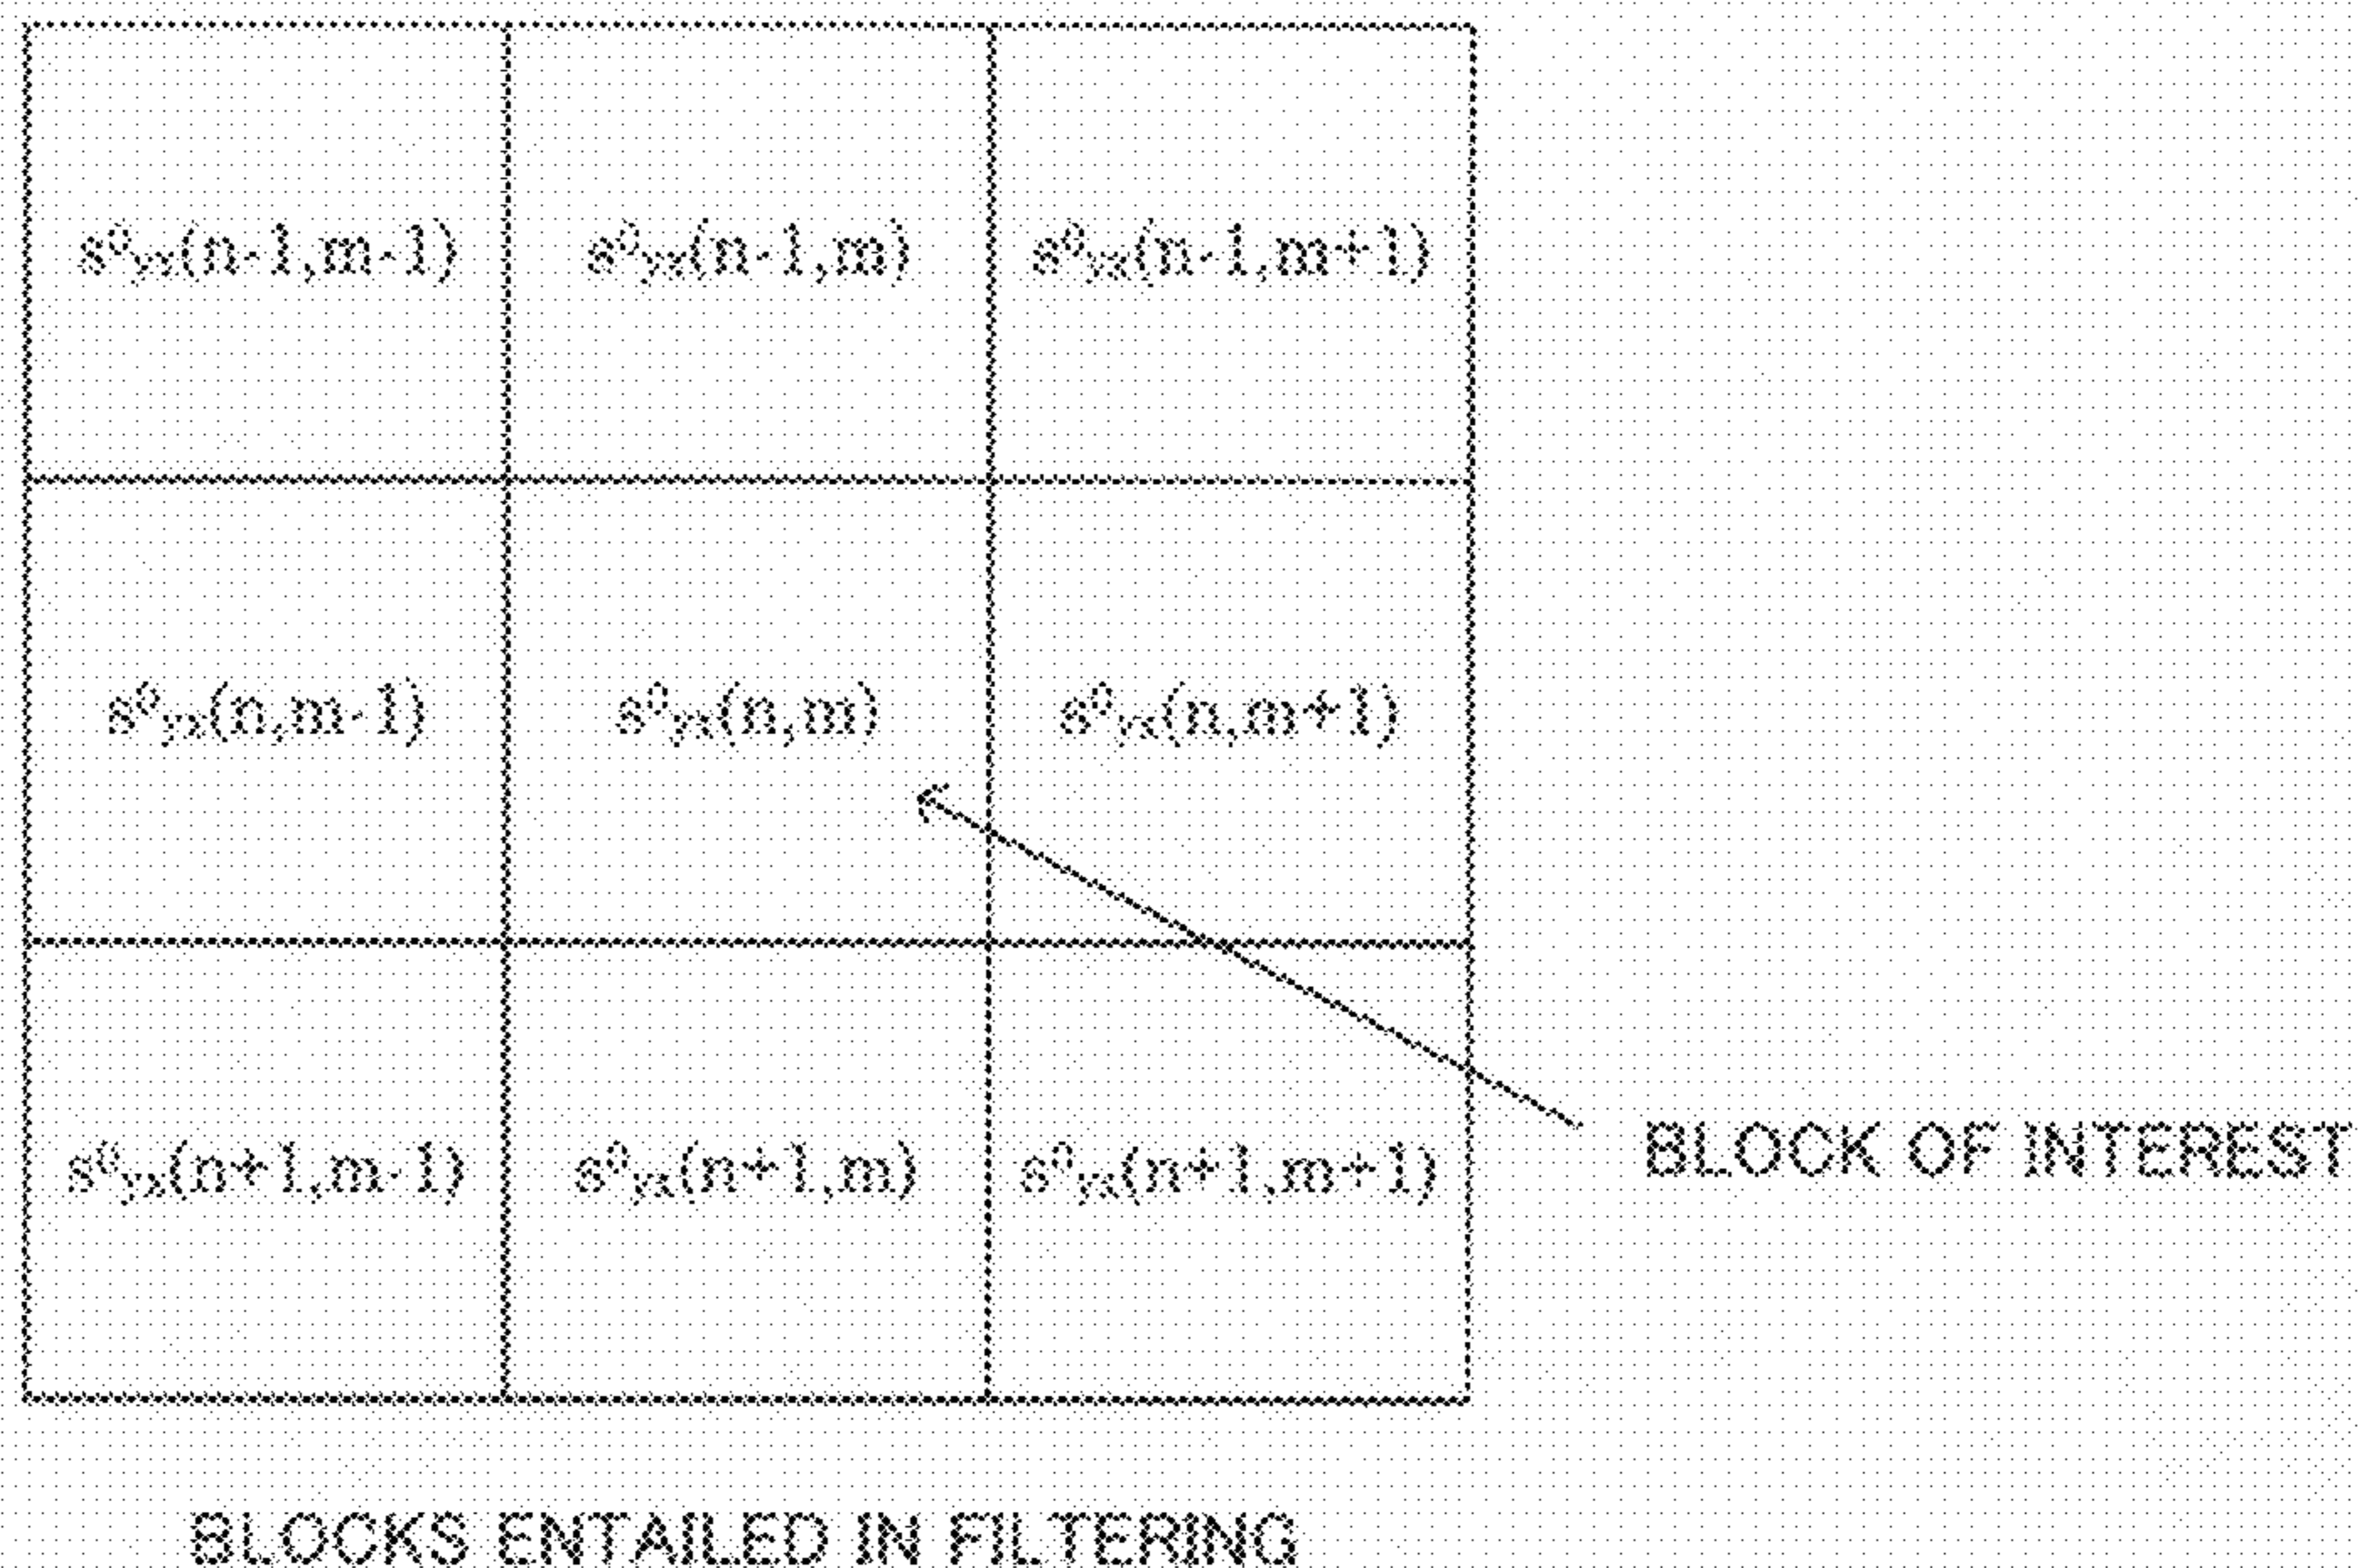 s⁰yx(n-1,m-1) s⁰yx(n-1,m) s⁰yx(n-1,m+1)
s⁰yx(n,m-1) s⁰yx(n,m) s⁰yx(n,m+1)
s⁰yx(n+1,m-1) s⁰yx(n+1,m) s⁰yx(n+1,m+1)
BLOCK OF INTEREST
BLOCKS ENTAILED IN FILTERING